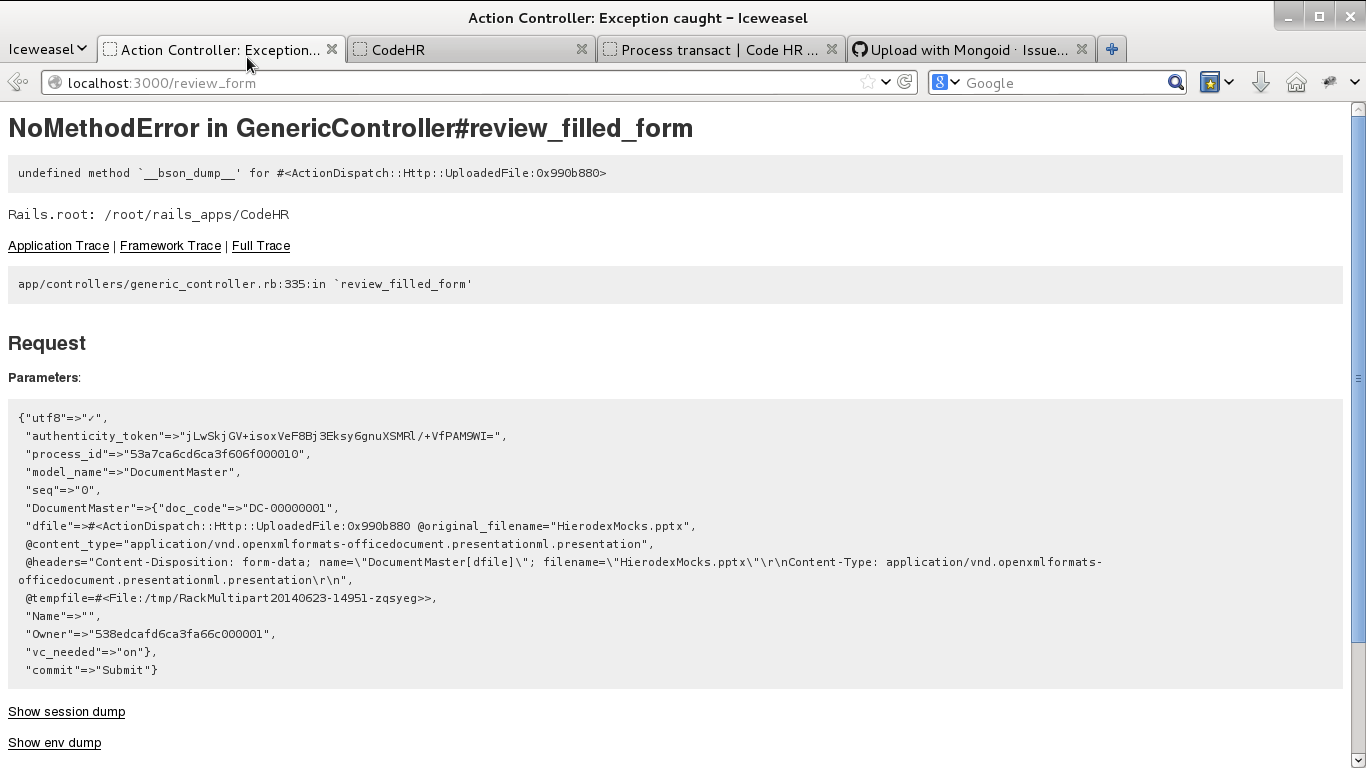 Action Controller: Exception caught - Iceweasel
Iceweasel
Action Controller: Exception...
CodeHR
Process transact | Code HR ...
Upload with Mongoid · Issue...
localhost:3000/review_form
Google
NoMethodError in GenericController#review_filled_form
undefined method `__bson_dump__' for #<ActionDispatch::Http::UploadedFile:0x990b880>
Rails.root: /root/rails_apps/CodeHR
Application Trace | Framework Trace | Full Trace
app/controllers/generic_controller.rb:335:in `review_filled_form'
Request
Parameters:
{"utf8"=>"✓",
"authenticity_token"=>"jLwSkjGV+isoxVeF8Bj3Eksy6gnuXSMRl/+VfPAM9WI=",
"process_id"=>"53a7ca6cd6ca3f606f000010",
"model_name"=>"DocumentMaster",
"seq"=>"0",
"DocumentMaster"=>{"doc_code"=>"DC-00000001",
"dfile"=>#<ActionDispatch::Http::UploadedFile:0x990b880 @original_filename="HierodexMocks.pptx",
@content_type="application/vnd.openxmlformats-officedocument.presentationml.presentation",
@headers="Content-Disposition: form-data; name=\"DocumentMaster[dfile]\"; filename=\"HierodexMocks.pptx\"\r\nContent-Type: application/vnd.openxmlformats-
officedocument.presentationml.presentation\r\n",
@tempfile=#<File:/tmp/RackMultipart20140623-14951-zqsyeg>>,
"Name"=>"",
"Owner"=>"538edcafd6ca3fa66c000001",
"vc_needed"=>"on"},
"commit"=>"Submit"}
Show session dump
Show env dump